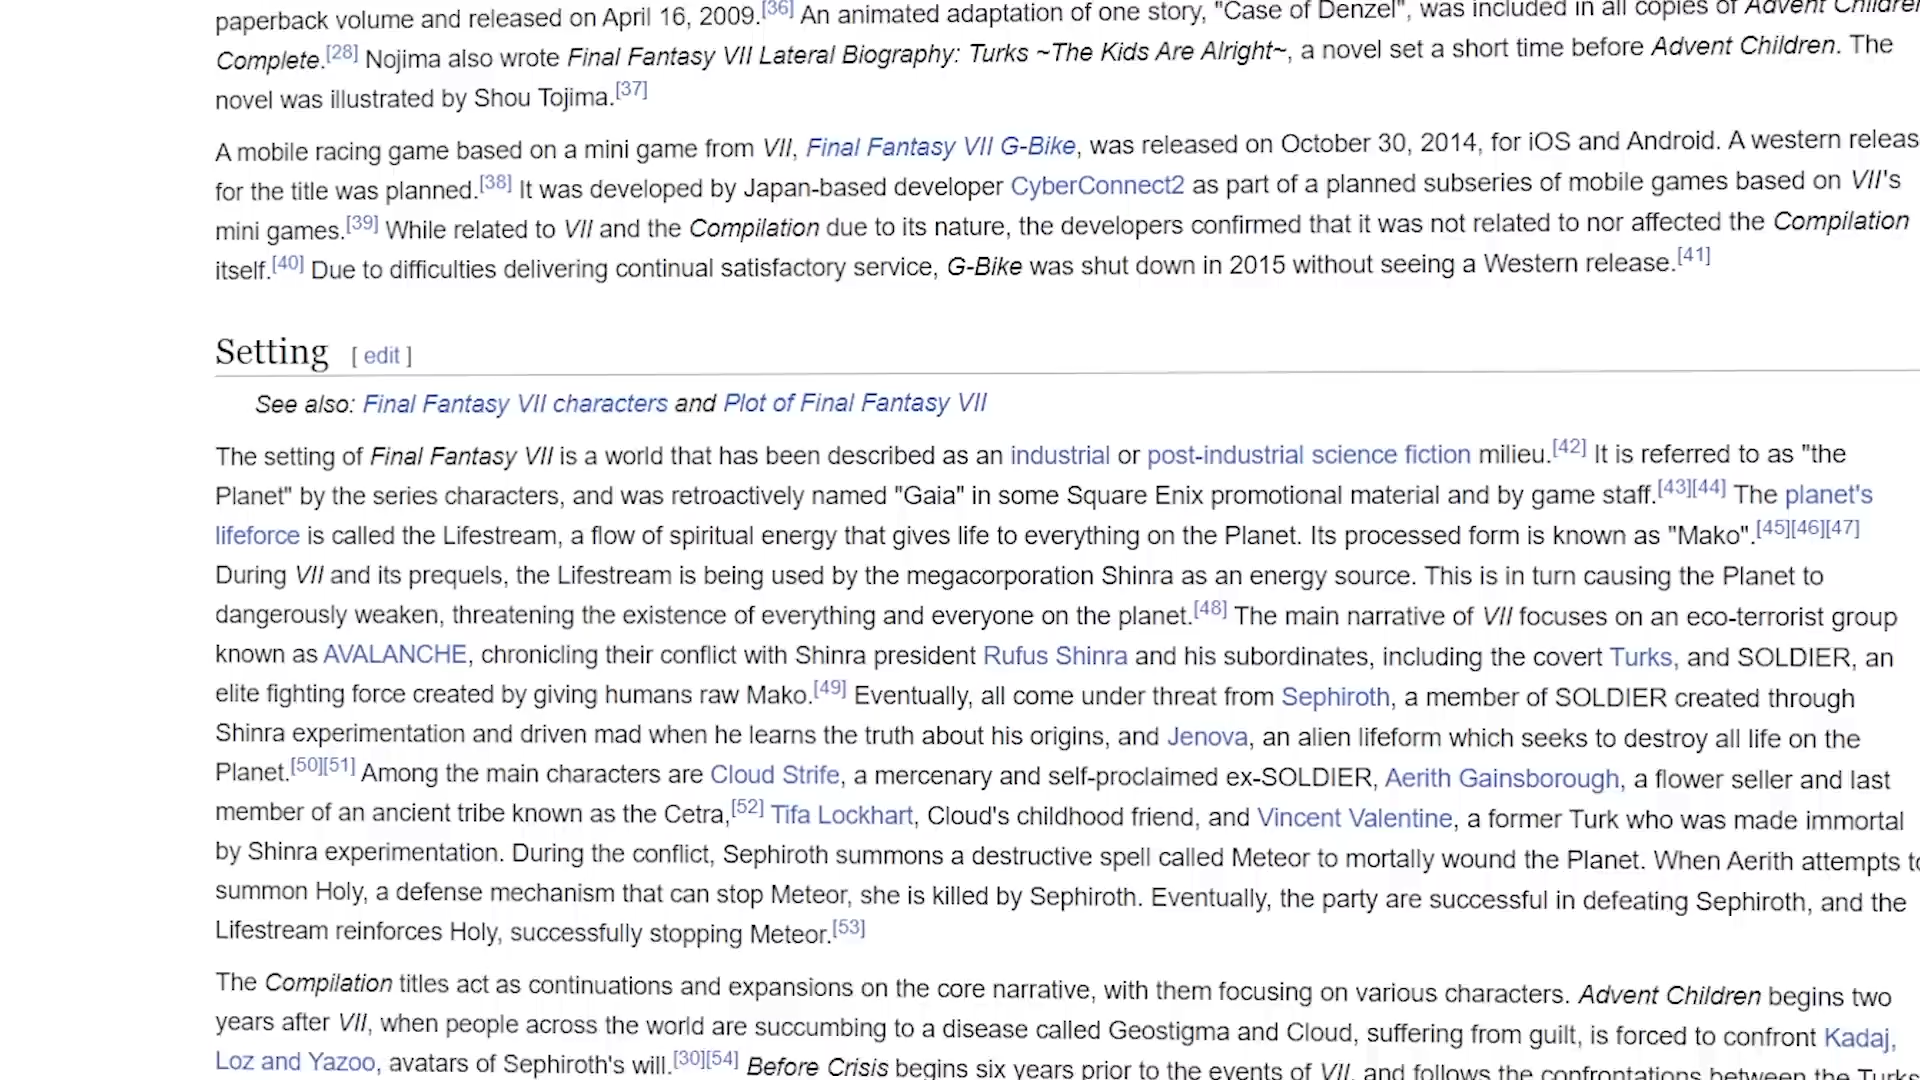 paperback volume and released on April 16, 2009.[36] An animated adaptation of one story, "Case of Denzel", was included in all copies of Advent Children
Complete.[28] Nojima also wrote Final Fantasy VII Lateral Biography: Turks ~The Kids Are Alright~, a novel set a short time before Advent Children. The
novel was illustrated by Shou Tojima.[37]
A mobile racing game based on a mini game from VII, Final Fantasy VII G-Bike, was released on October 30, 2014, for iOS and Android. A western releas
for the title was planned.[38] It was developed by Japan-based developer CyberConnect2 as part of a planned subseries of mobile games based on VII's
mini games.[39] While related to VII and the Compilation due to its nature, the developers confirmed that it was not related to nor affected the Compilation
itself.[40] Due to difficulties delivering continual satisfactory service, G-Bike was shut down in 2015 without seeing a Western release.[41]
Setting [ edit ]
See also: Final Fantasy VII characters and Plot of Final Fantasy VII
The setting of Final Fantasy VII is a world that has been described as an industrial or post-industrial science fiction milieu.[42] It is referred to as "the
Planet" by the series characters, and was retroactively named "Gaia" in some Square Enix promotional material and by game staff.[43][44] The planet's
lifeforce is called the Lifestream, a flow of spiritual energy that gives life to everything on the Planet. Its processed form is known as "Mako".[45][46][47]
During VII and its prequels, the Lifestream is being used by the megacorporation Shinra as an energy source. This is in turn causing the Planet to
dangerously weaken, threatening the existence of everything and everyone on the planet.[48] The main narrative of VII focuses on an eco-terrorist group
known as AVALANCHE, chronicling their conflict with Shinra president Rufus Shinra and his subordinates, including the covert Turks, and SOLDIER, an
elite fighting force created by giving humans raw Mako.[49] Eventually, all come under threat from Sephiroth, a member of SOLDIER created through
Shinra experimentation and driven mad when he learns the truth about his origins, and Jenova, an alien lifeform which seeks to destroy all life on the
Planet.[50][51] Among the main characters are Cloud Strife, a mercenary and self-proclaimed ex-SOLDIER, Aerith Gainsborough, a flower seller and last
member of an ancient tribe known as the Cetra,[52] Tifa Lockhart, Cloud's childhood friend, and Vincent Valentine, a former Turk who was made immortal
by Shinra experimentation. During the conflict, Sephiroth summons a destructive spell called Meteor to mortally wound the Planet. When Aerith attempts to
summon Holy, a defense mechanism that can stop Meteor, she is killed by Sephiroth. Eventually, the party are successful in defeating Sephiroth, and the
Lifestream reinforces Holy, successfully stopping Meteor.[53]
The Compilation titles act as continuations and expansions on the core narrative, with them focusing on various characters. Advent Children begins two
years after VII, when people across the world are succumbing to a disease called Geostigma and Cloud, suffering from guilt, is forced to confront Kadaj,
Loz and Yazoo, avatars of Sephiroth's will.[30][54] Before Crisis begins six years prior to the events of VII, and follows the confrontations between the Turks